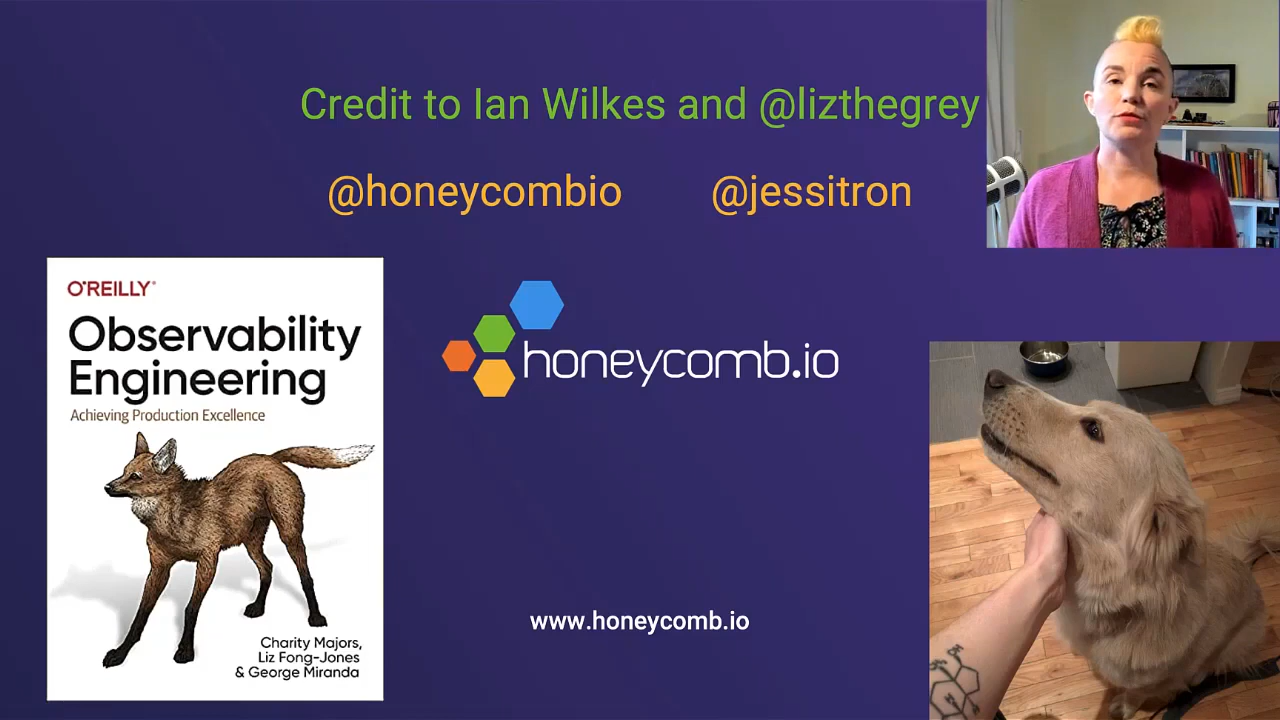 Credit to Ian Wilkes and @lizthegrey
@honeycombio
@jessitron
O'REILLY®
Observability
Engineering
Achieving Production Excellence
Charity Majors,
Liz Fong-Jones
& George Miranda
honeycomb.io
www.honeycomb.io